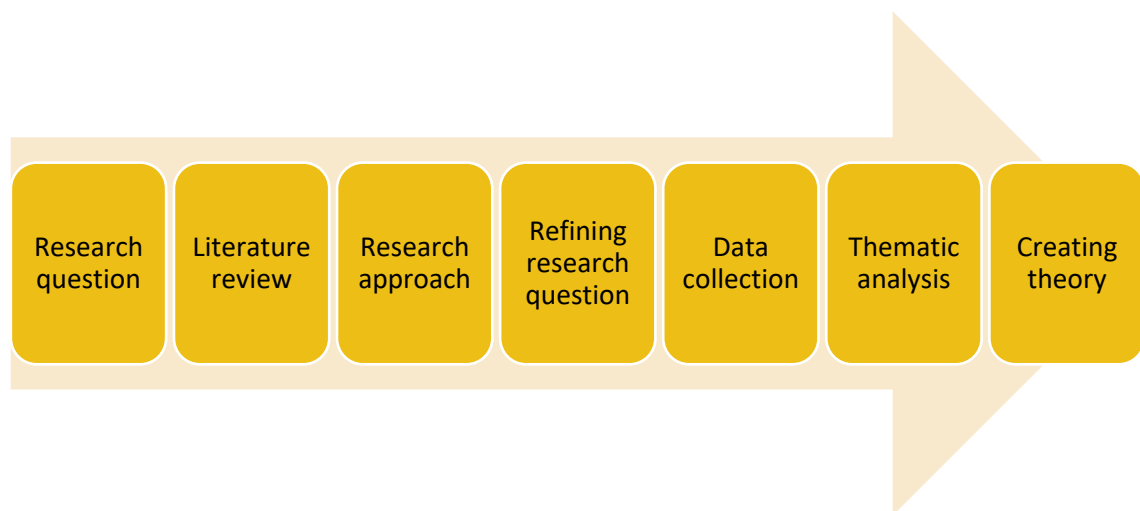 Research
question
Literature
review
Research
approach
Refining
research
question
Data
collection
Thematic
analysis
Creating
theory